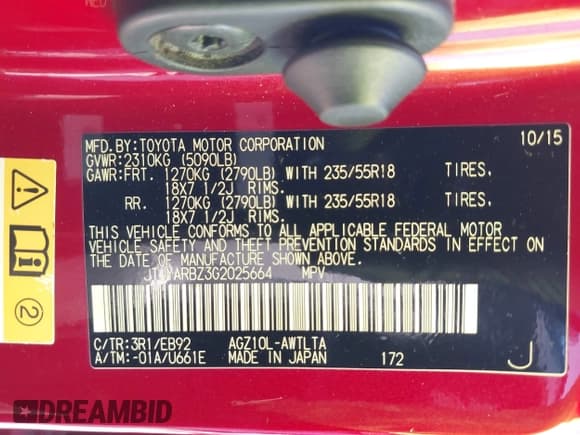 MFD.BY:TOYOTA MOTOR CORPORATION 10/15
GVWR:2310KG (5090LB)
GAWR:FRT. 1270KG (2790LB) WITH 235/55R18 TIRES.
18X7 1/2J RIMS.
RR. 1270KG (2790LB) WITH 235/55R18 TIRES.
18X7 1/2J RIMS.
THIS VEHICLE CONFORMS TO ALL APPLICABLE FEDERAL MOTOR
VEHICLE SAFETY AND THEFT PREVENTION STANDARDS IN EFFECT ON
THE DATE OF MANUFACTURE SHOWN ABOVE.
MPV
C/TR:3R1/EB92 AGZ10L-AWTLTA
A/TM:-01A/U661E MADE IN JAPAN 172 J
2
DREAMBID